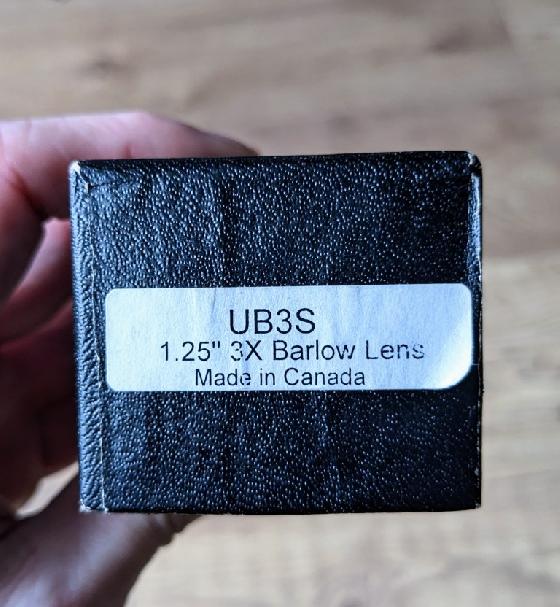 UB3S
1.25" 3X Barlow Lens
Made in Canada